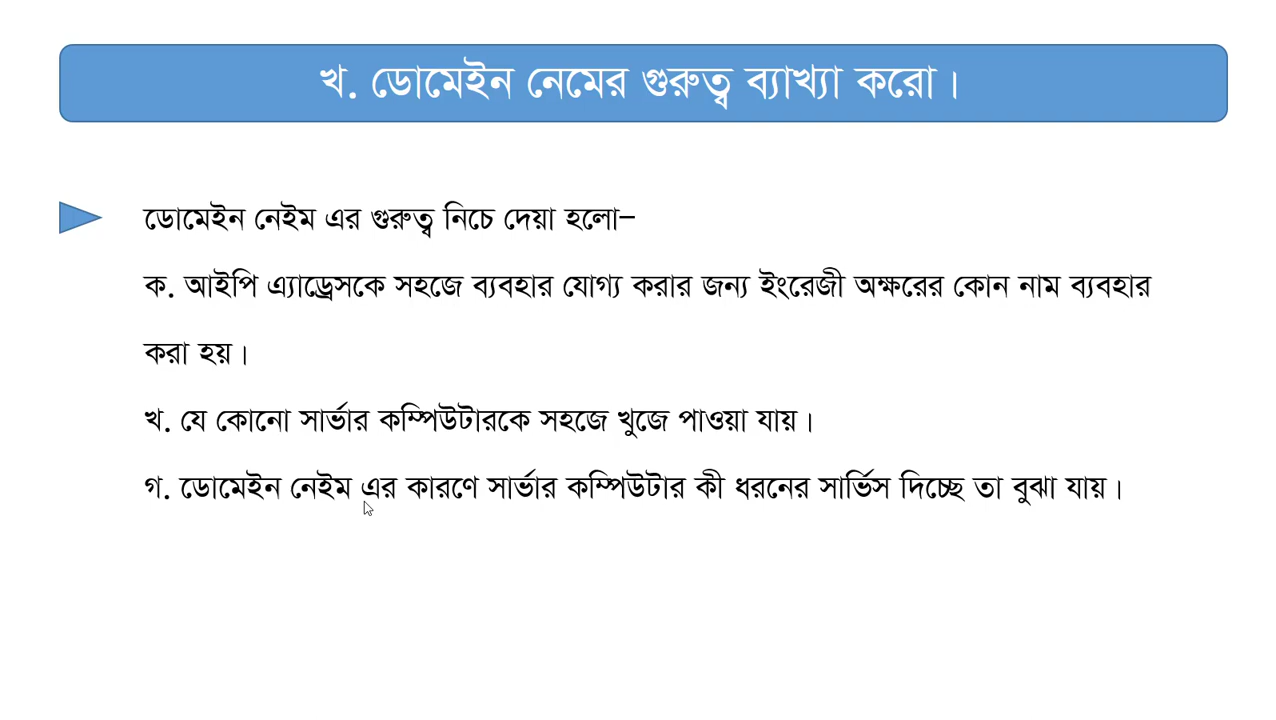 খ. ডোমেইন নেমের গুরুত্ব ব্যাখ্যা করো।
ডোমেইন নেইম এর গুরুত্ব নিচে দেয়া হলো–
ক. আইপি এ্যাড্রেসকে সহজে ব্যবহার যোগ্য করার জন্য ইংরেজী অক্ষরের কোন নাম ব্যবহার
করা হয়।
খ. যে কোনো সার্ভার কম্পিউটারকে সহজে খুজে পাওয়া যায়।
গ. ডোমেইন নেইম এর কারণে সার্ভার কম্পিউটার কী ধরনের সার্ভিস দিচ্ছে তা বুঝা যায়।